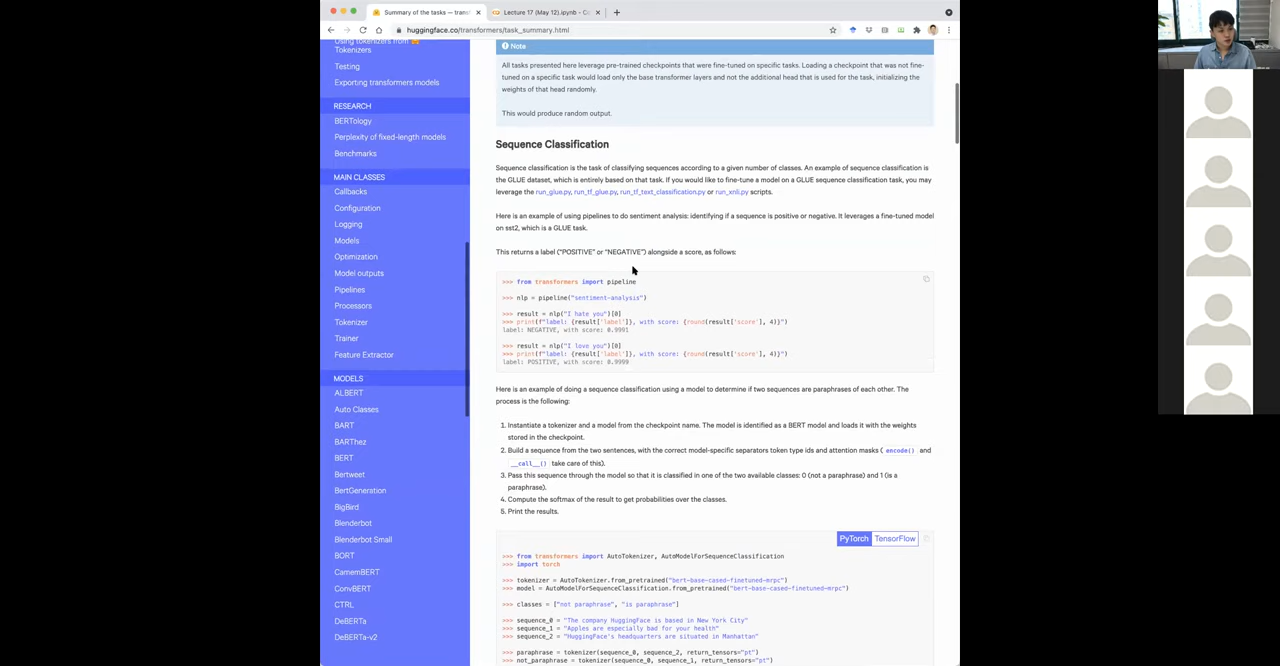 Summary of the tasks — trans
Lecture 17 (May 12).ipynb - C
huggingface.co/transformers/task_summary.html
Using tokenizers from 🤗
Tokenizers
Testing
Exporting transformers models
RESEARCH
BERTology
Perplexity of fixed-length models
Benchmarks
MAIN CLASSES
Callbacks
Configuration
Logging
Models
Optimization
Model outputs
Pipelines
Processors
Tokenizer
Trainer
Feature Extractor
MODELS
ALBERT
Auto Classes
BART
BARThez
BERT
Bertweet
BertGeneration
BigBird
Blenderbot
Blenderbot Small
BORT
CamemBERT
ConvBERT
CTRL
DeBERTa
DeBERTa-v2
Note
All tasks presented here leverage pre-trained checkpoints that were fine-tuned on specific tasks. Loading a checkpoint that was not fine-
tuned on a specific task would load only the base transformer layers and not the additional head that is used for the task, initializing the
weights of that head randomly.
This would produce random output.
Sequence Classification
Sequence classification is the task of classifying sequences according to a given number of classes. An example of sequence classification is
the GLUE dataset, which is entirely based on that task. If you would like to fine-tune a model on a GLUE sequence classification task, you may
leverage the run_glue.py, run_tf_glue.py, run_tf_text_classification.py or run_xnli.py scripts.
Here is an example of using pipelines to do sentiment analysis: identifying if a sequence is positive or negative. It leverages a fine-tuned model
on sst2, which is a GLUE task.
This returns a label ("POSITIVE" or "NEGATIVE") alongside a score, as follows:
>>> from transformers import pipeline
>>> nlp = pipeline("sentiment-analysis")
>>> result = nlp("I hate you")[0]
>>> print(f"label: {result['label']}, with score: {round(result['score'], 4)}")
label: NEGATIVE, with score: 0.9991
>>> result = nlp("I love you")[0]
>>> print(f"label: {result['label']}, with score: {round(result['score'], 4)}")
label: POSITIVE, with score: 0.9999
Here is an example of doing a sequence classification using a model to determine if two sequences are paraphrases of each other. The
process is the following:
1. Instantiate a tokenizer and a model from the checkpoint name. The model is identified as a BERT model and loads it with the weights
stored in the checkpoint.
2. Build a sequence from the two sentences, with the correct model-specific separators token type ids and attention masks ( encode() and
__call__() take care of this).
3. Pass this sequence through the model so that it is classified in one of the two available classes: 0 (not a paraphrase) and 1 (is a
paraphrase).
4. Compute the softmax of the result to get probabilities over the classes.
5. Print the results.
PyTorch TensorFlow
>>> from transformers import AutoTokenizer, AutoModelForSequenceClassification
>>> import torch
>>> tokenizer = AutoTokenizer.from_pretrained("bert-base-cased-finetuned-mrpc")
>>> model = AutoModelForSequenceClassification.from_pretrained("bert-base-cased-finetuned-mrpc")
>>> classes = ["not paraphrase", "is paraphrase"]
>>> sequence_0 = "The company HuggingFace is based in New York City"
>>> sequence_1 = "Apples are especially bad for your health"
>>> sequence_2 = "HuggingFace's headquarters are situated in Manhattan"
>>> paraphrase = tokenizer(sequence_0, sequence_2, return_tensors="pt")
>>> not_paraphrase = tokenizer(sequence_0, sequence_1, return_tensors="pt")